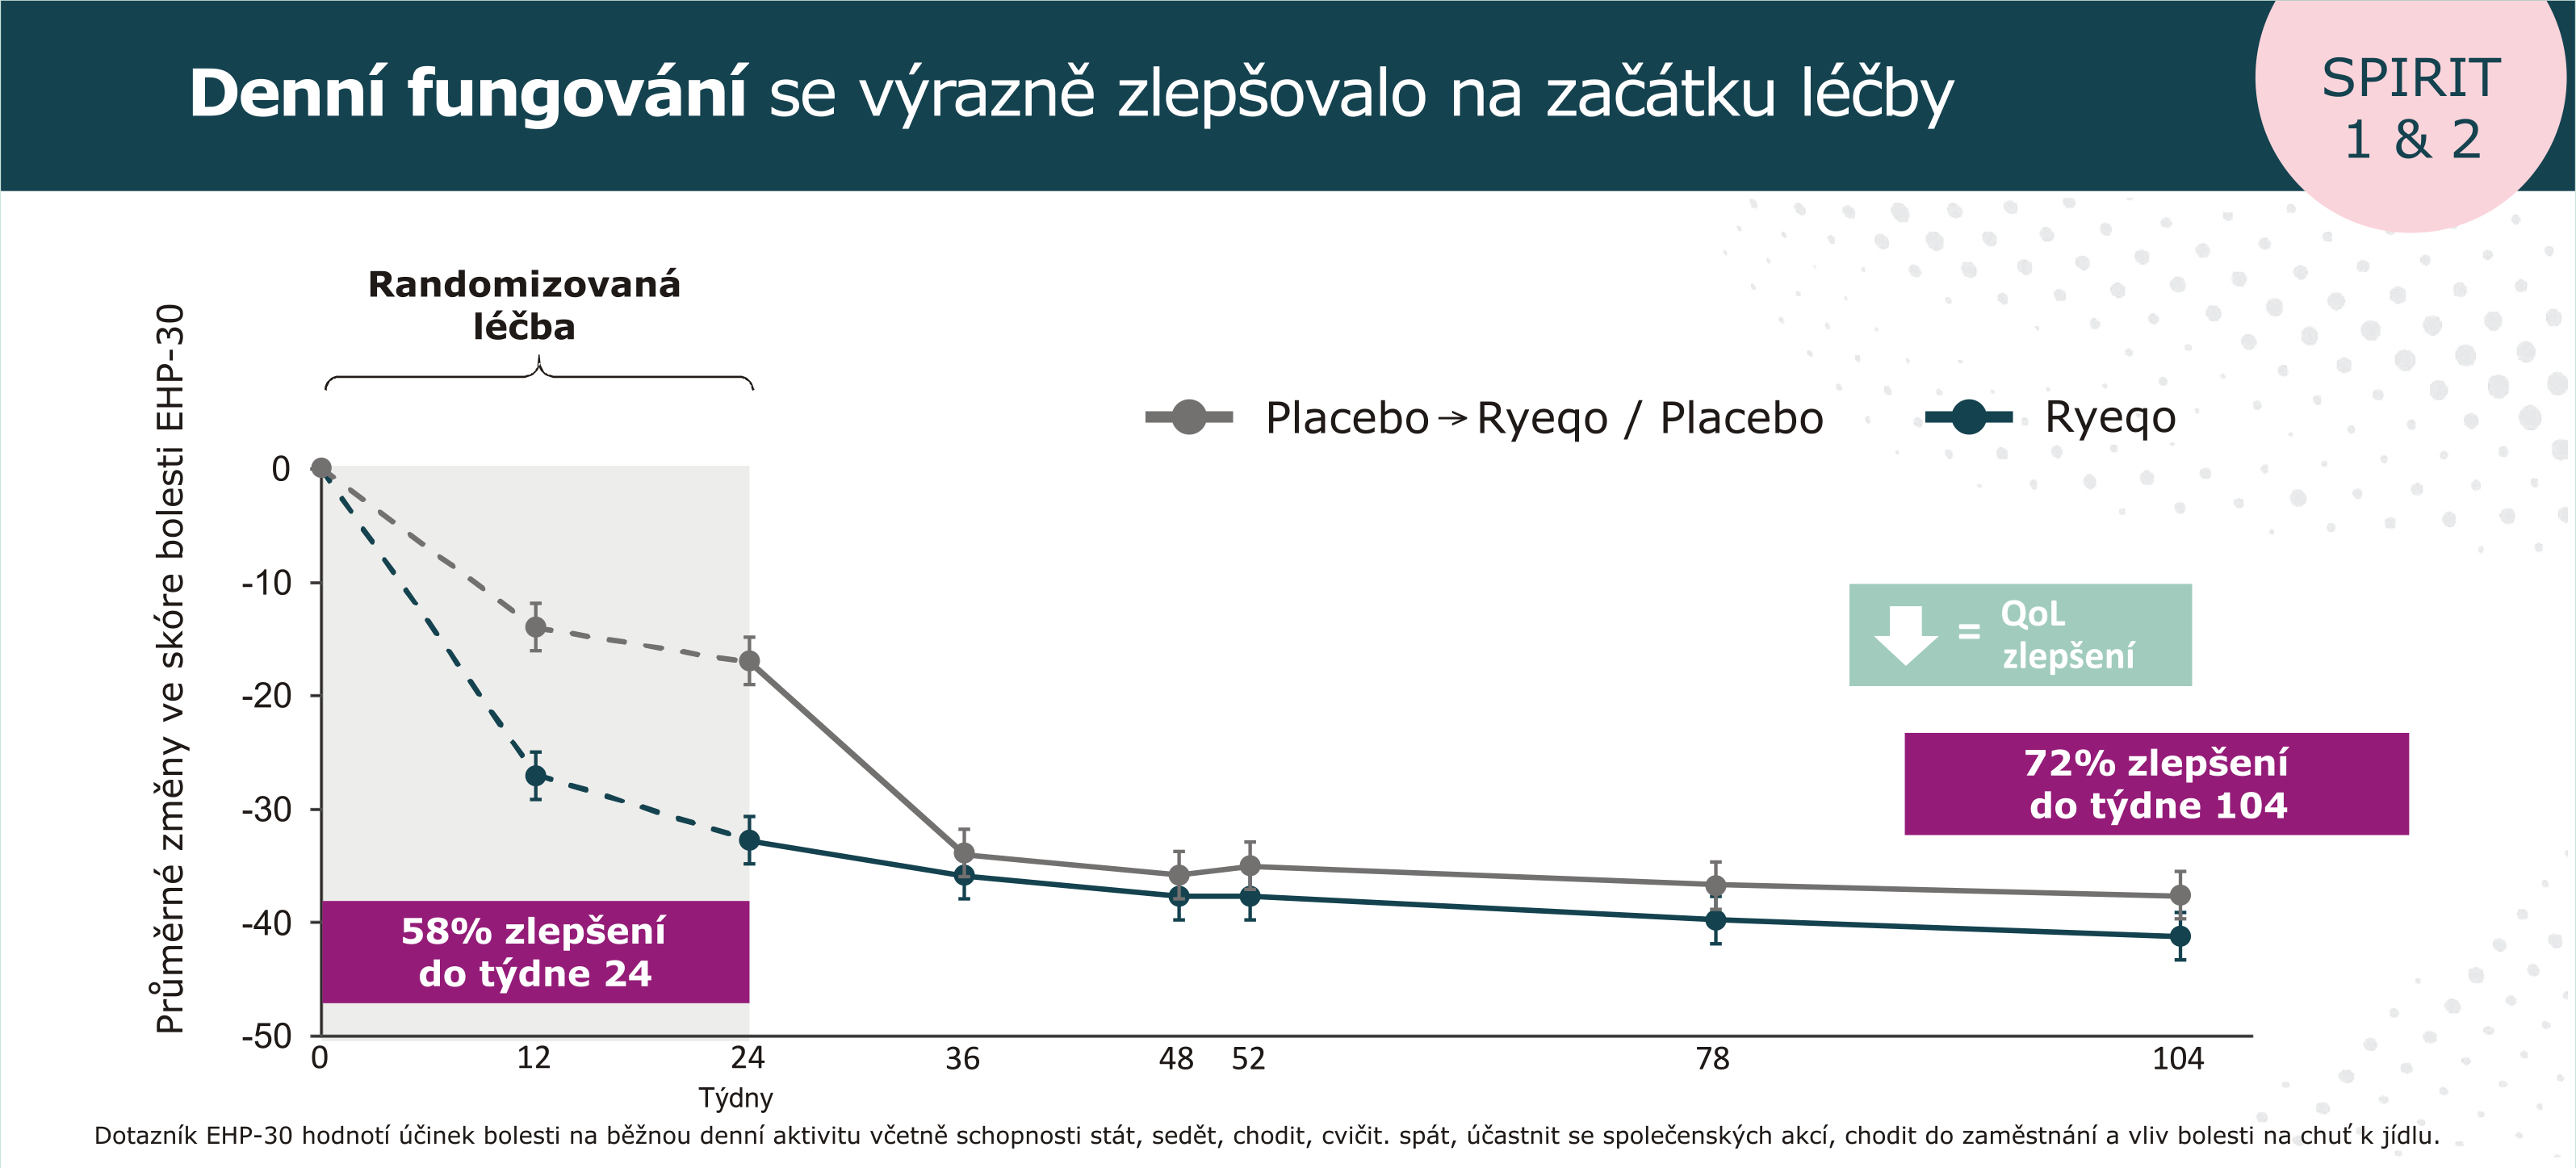 Denní fungování se výrazně zlepšovalo na začátku léčby
SPIRIT
1 & 2
Randomizovaná
léčba
Placebo→Ryeqo / Placebo
Ryeqo
Průměrné změny ve skóre bolesti EHP-30
0
-10
-20
-30
-40
-50
= QoL
zlepšení
72% zlepšení
do týdne 104
58% zlepšení
do týdne 24
0 12 24 36 48 52 78 104
Týdny
Dotazník EHP-30 hodnotí účinek bolesti na běžnou denní aktivitu včetně schopnosti stát, sedět, chodit, cvičit. spát, účastnit se společenských akcí, chodit do zaměstnání a vliv bolesti na chuť k jídlu.